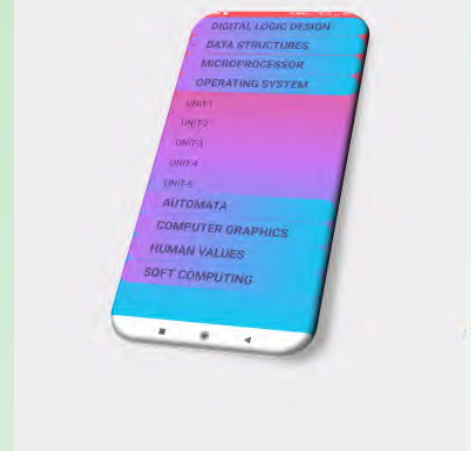 DIGITAL LOGIC DESIGN
DATA STRUCTURES
MICROPROCESSOR
OPERATING SYSTEM
UNIT-1
UNIT-2
UNIT-3
UNIT-4
UNIT-5
AUTOMATA
COMPUTER GRAPHICS
HUMAN VALUES
SOFT COMPUTING